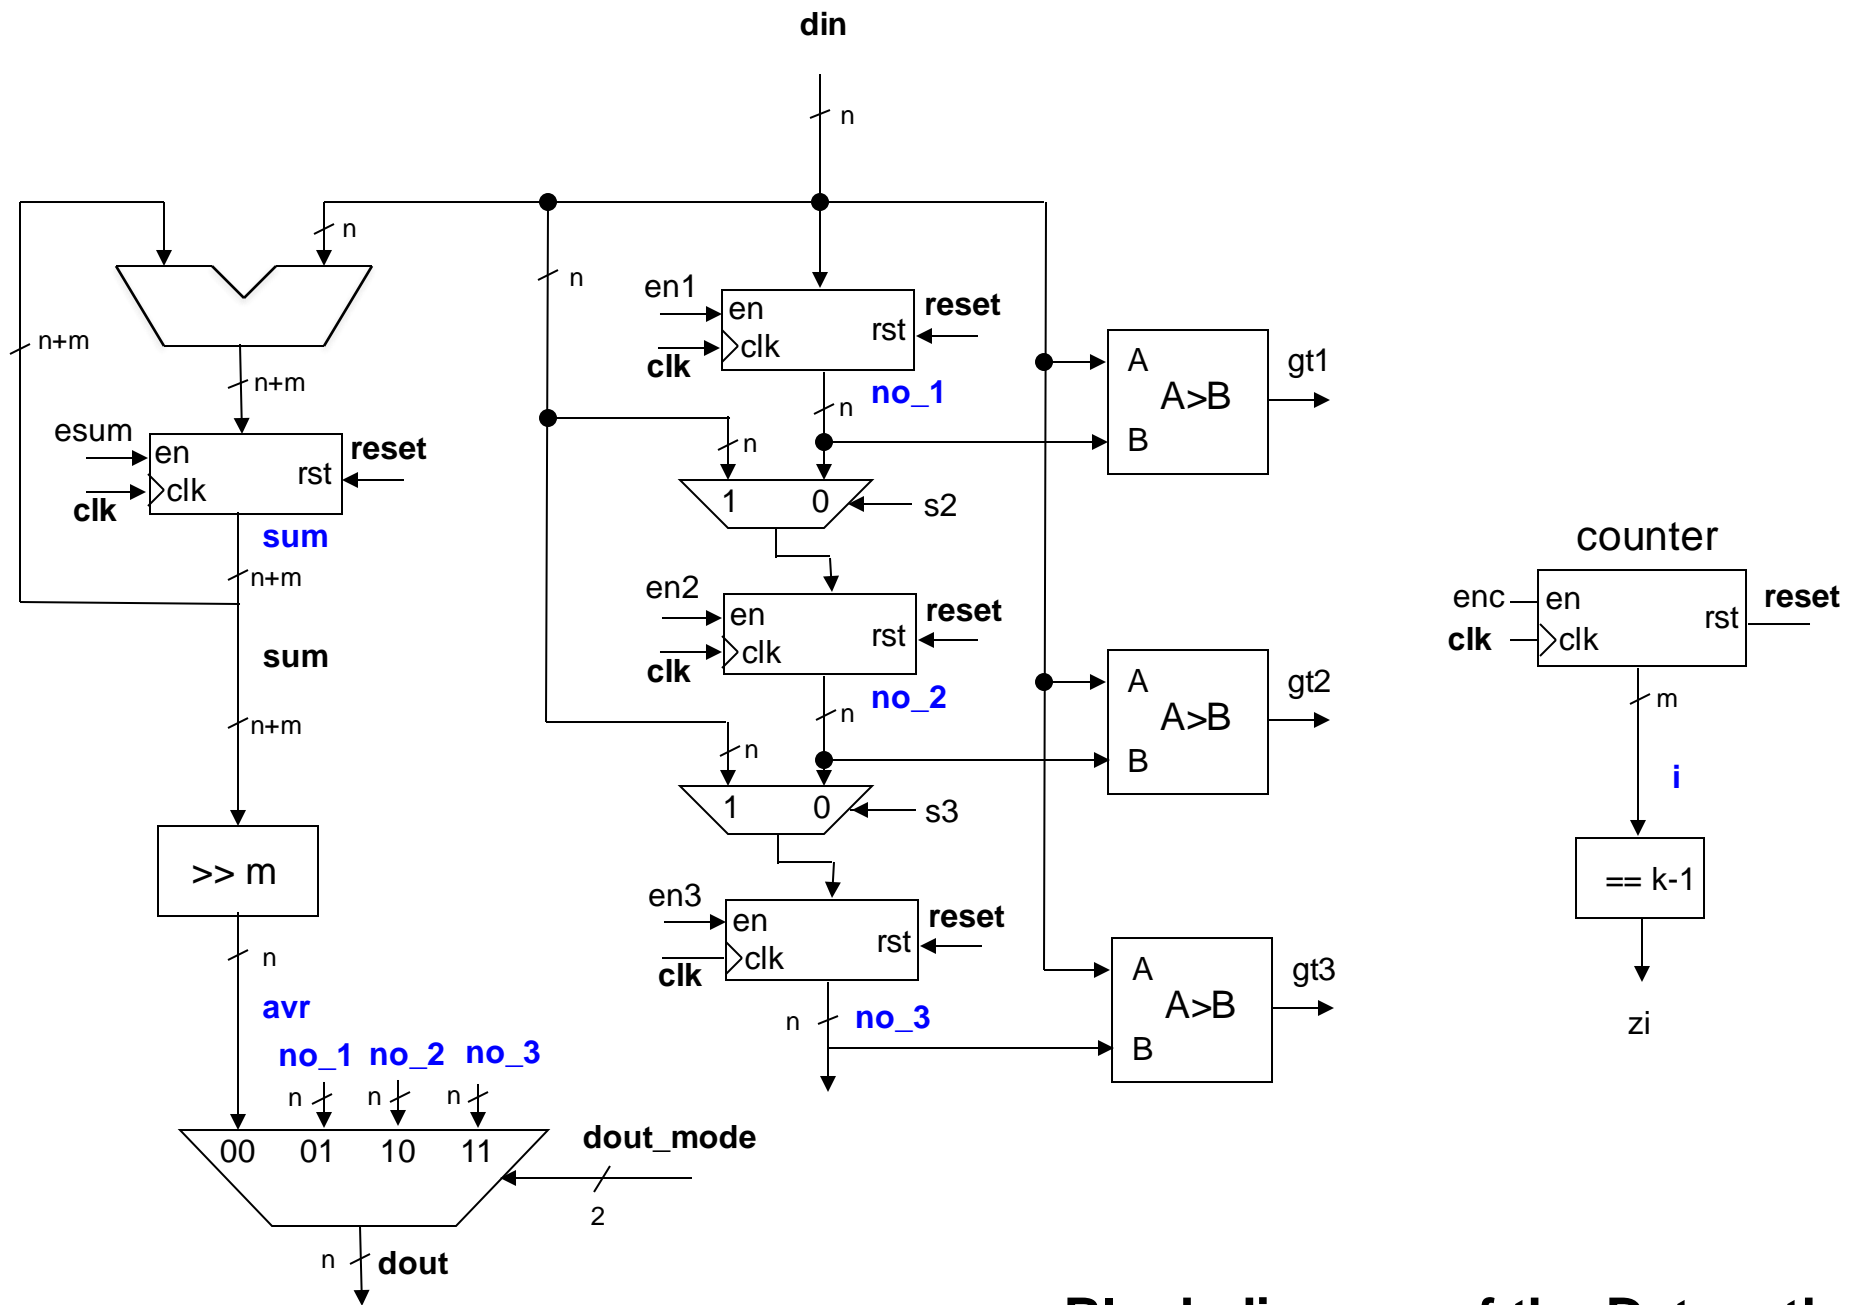 din
n
n
n
n+m
n+m
en1
en
clk
clk
rst
reset
no_1
n
A
A>B
B
gt1
esum
en
clk
clk
rst
reset
sum
n+m
n
1
0
s2
counter
enc
en
clk
clk
rst
reset
m
i
== k-1
zi
sum
n+m
en2
en
clk
clk
rst
reset
no_2
n
A
A>B
B
gt2
n
1
0
s3
>> m
n
avr
en3
en
clk
clk
rst
reset
n
no_3
A
A>B
B
gt3
no_1
no_2
no_3
n
n
n
00
01
10
11
dout_mode
2
n
dout